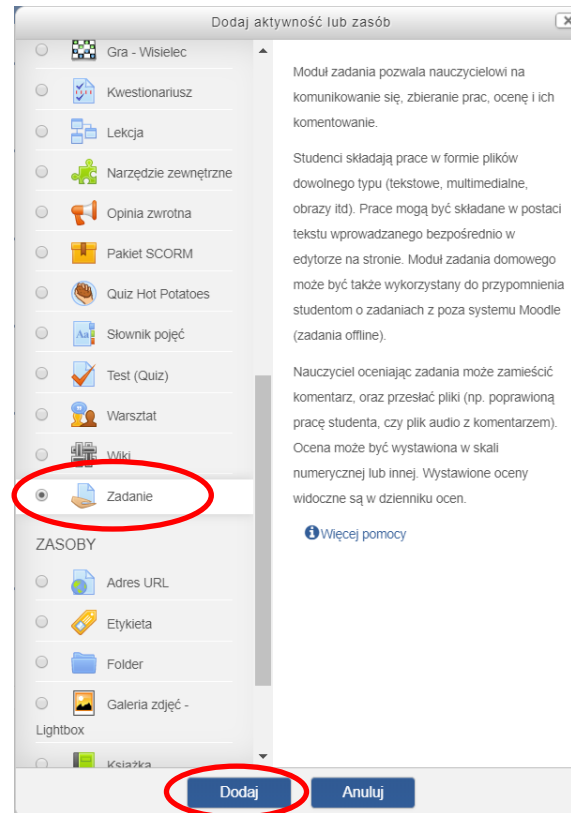 Dodaj aktywność lub zasób
Gra - Wisielec
Kwestionariusz
Lekcja
Narzędzie zewnętrzne
Opinia zwrotna
Pakiet SCORM
Quiz Hot Potatoes
Słownik pojęć
Test (Quiz)
Warsztat
Wiki
Zadanie
ZASOBY
Adres URL
Etykieta
Folder
Galeria zdjęć -
Lightbox
Książka
Moduł zadania pozwala nauczycielowi na
komunikowanie się, zbieranie prac, ocenę i ich
komentowanie.
Studenci składają prace w formie plików
dowolnego typu (tekstowe, multimedialne,
obrazy itd). Prace mogą być składane w postaci
tekstu wprowadzanego bezpośrednio w
edytorze na stronie. Moduł zadania domowego
może być także wykorzystany do przypomnienia
studentom o zadaniach z poza systemu Moodle
(zadania offline).
Nauczyciel oceniając zadania może zamieścić
komentarz, oraz przesłać pliki (np. poprawioną
pracę studenta, czy plik audio z komentarzem).
Ocena może być wystawiona w skali
numerycznej lub innej. Wystawione oceny
widoczne są w dzienniku ocen.
Więcej pomocy
Dodaj
Anuluj